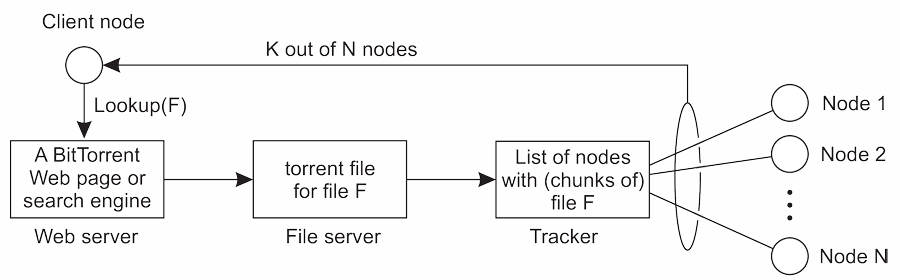 Client node
K out of N nodes
Lookup(F)
A BitTorrent
Web page or
search engine
Web server
torrent file
for file F
File server
List of nodes
with (chunks of)
file F
Tracker
Node 1
Node 2
Node N